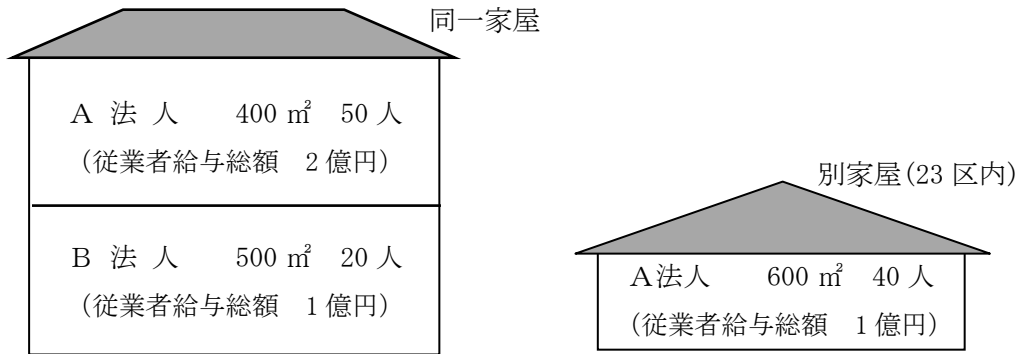 同一家屋
A 法 人 400 ㎡ 50 人
(従業者給与総額 2 億円)
B 法 人 500 ㎡ 20 人
(従業者給与総額 1 億円)
別家屋(23 区内)
A法人 600 ㎡ 40 人
(従業者給与総額 1 億円)